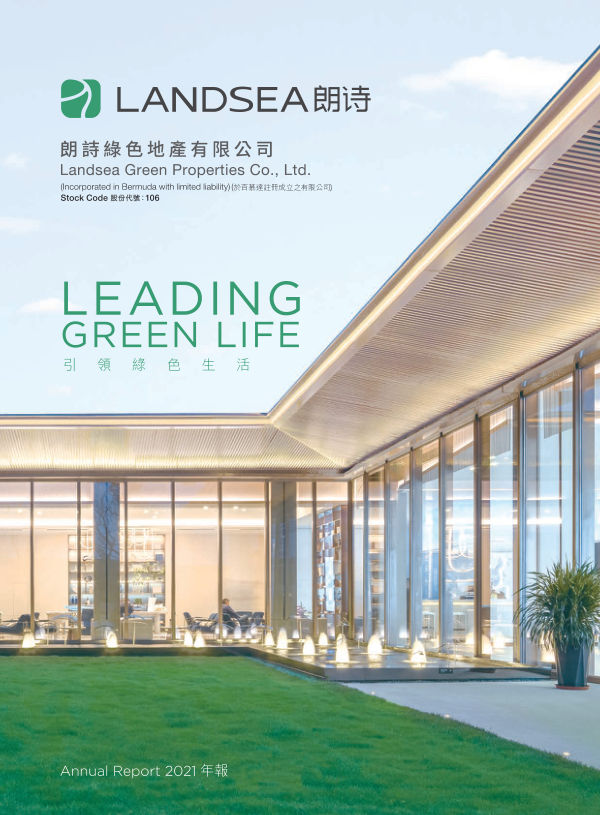 LANDSEA朗诗
朗詩綠色地產有限公司
Landsea Green Properties Co., Ltd.
(Incorporated in Bermuda with limited liability)(於百慕達註冊成立之有限公司)
Stock Code 股份代號：106
LEADING
GREEN LIFE
引領綠色生活
Annual Report 2021 年報